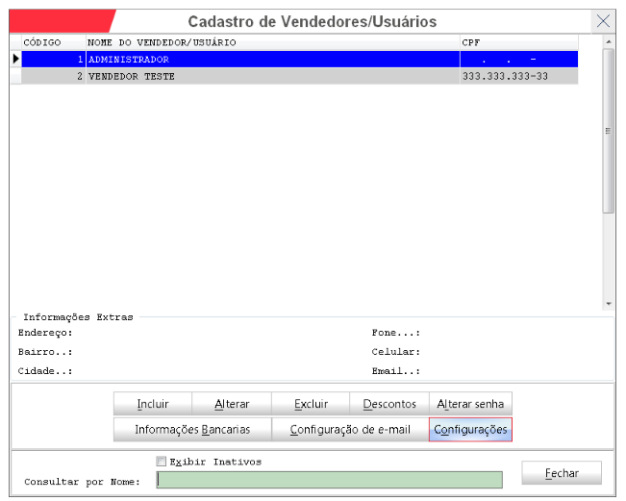 Cadastro de Vendedores/Usuários
CÓDIGO NOME DO VENDEDOR/USUÁRIO CPF
1 ADMINISTRADOR . . -
2 VENDEDOR TESTE 333.333.333-33
Informações Extras
Endereço: Fone...:
Bairro..: Celular:
Cidade..: Email..:
Incluir Alterar Excluir Descontos Alterar senha
Informações Bancarias Configuração de e-mail Configurações
Exibir Inativos
Consultar por Nome: Fechar